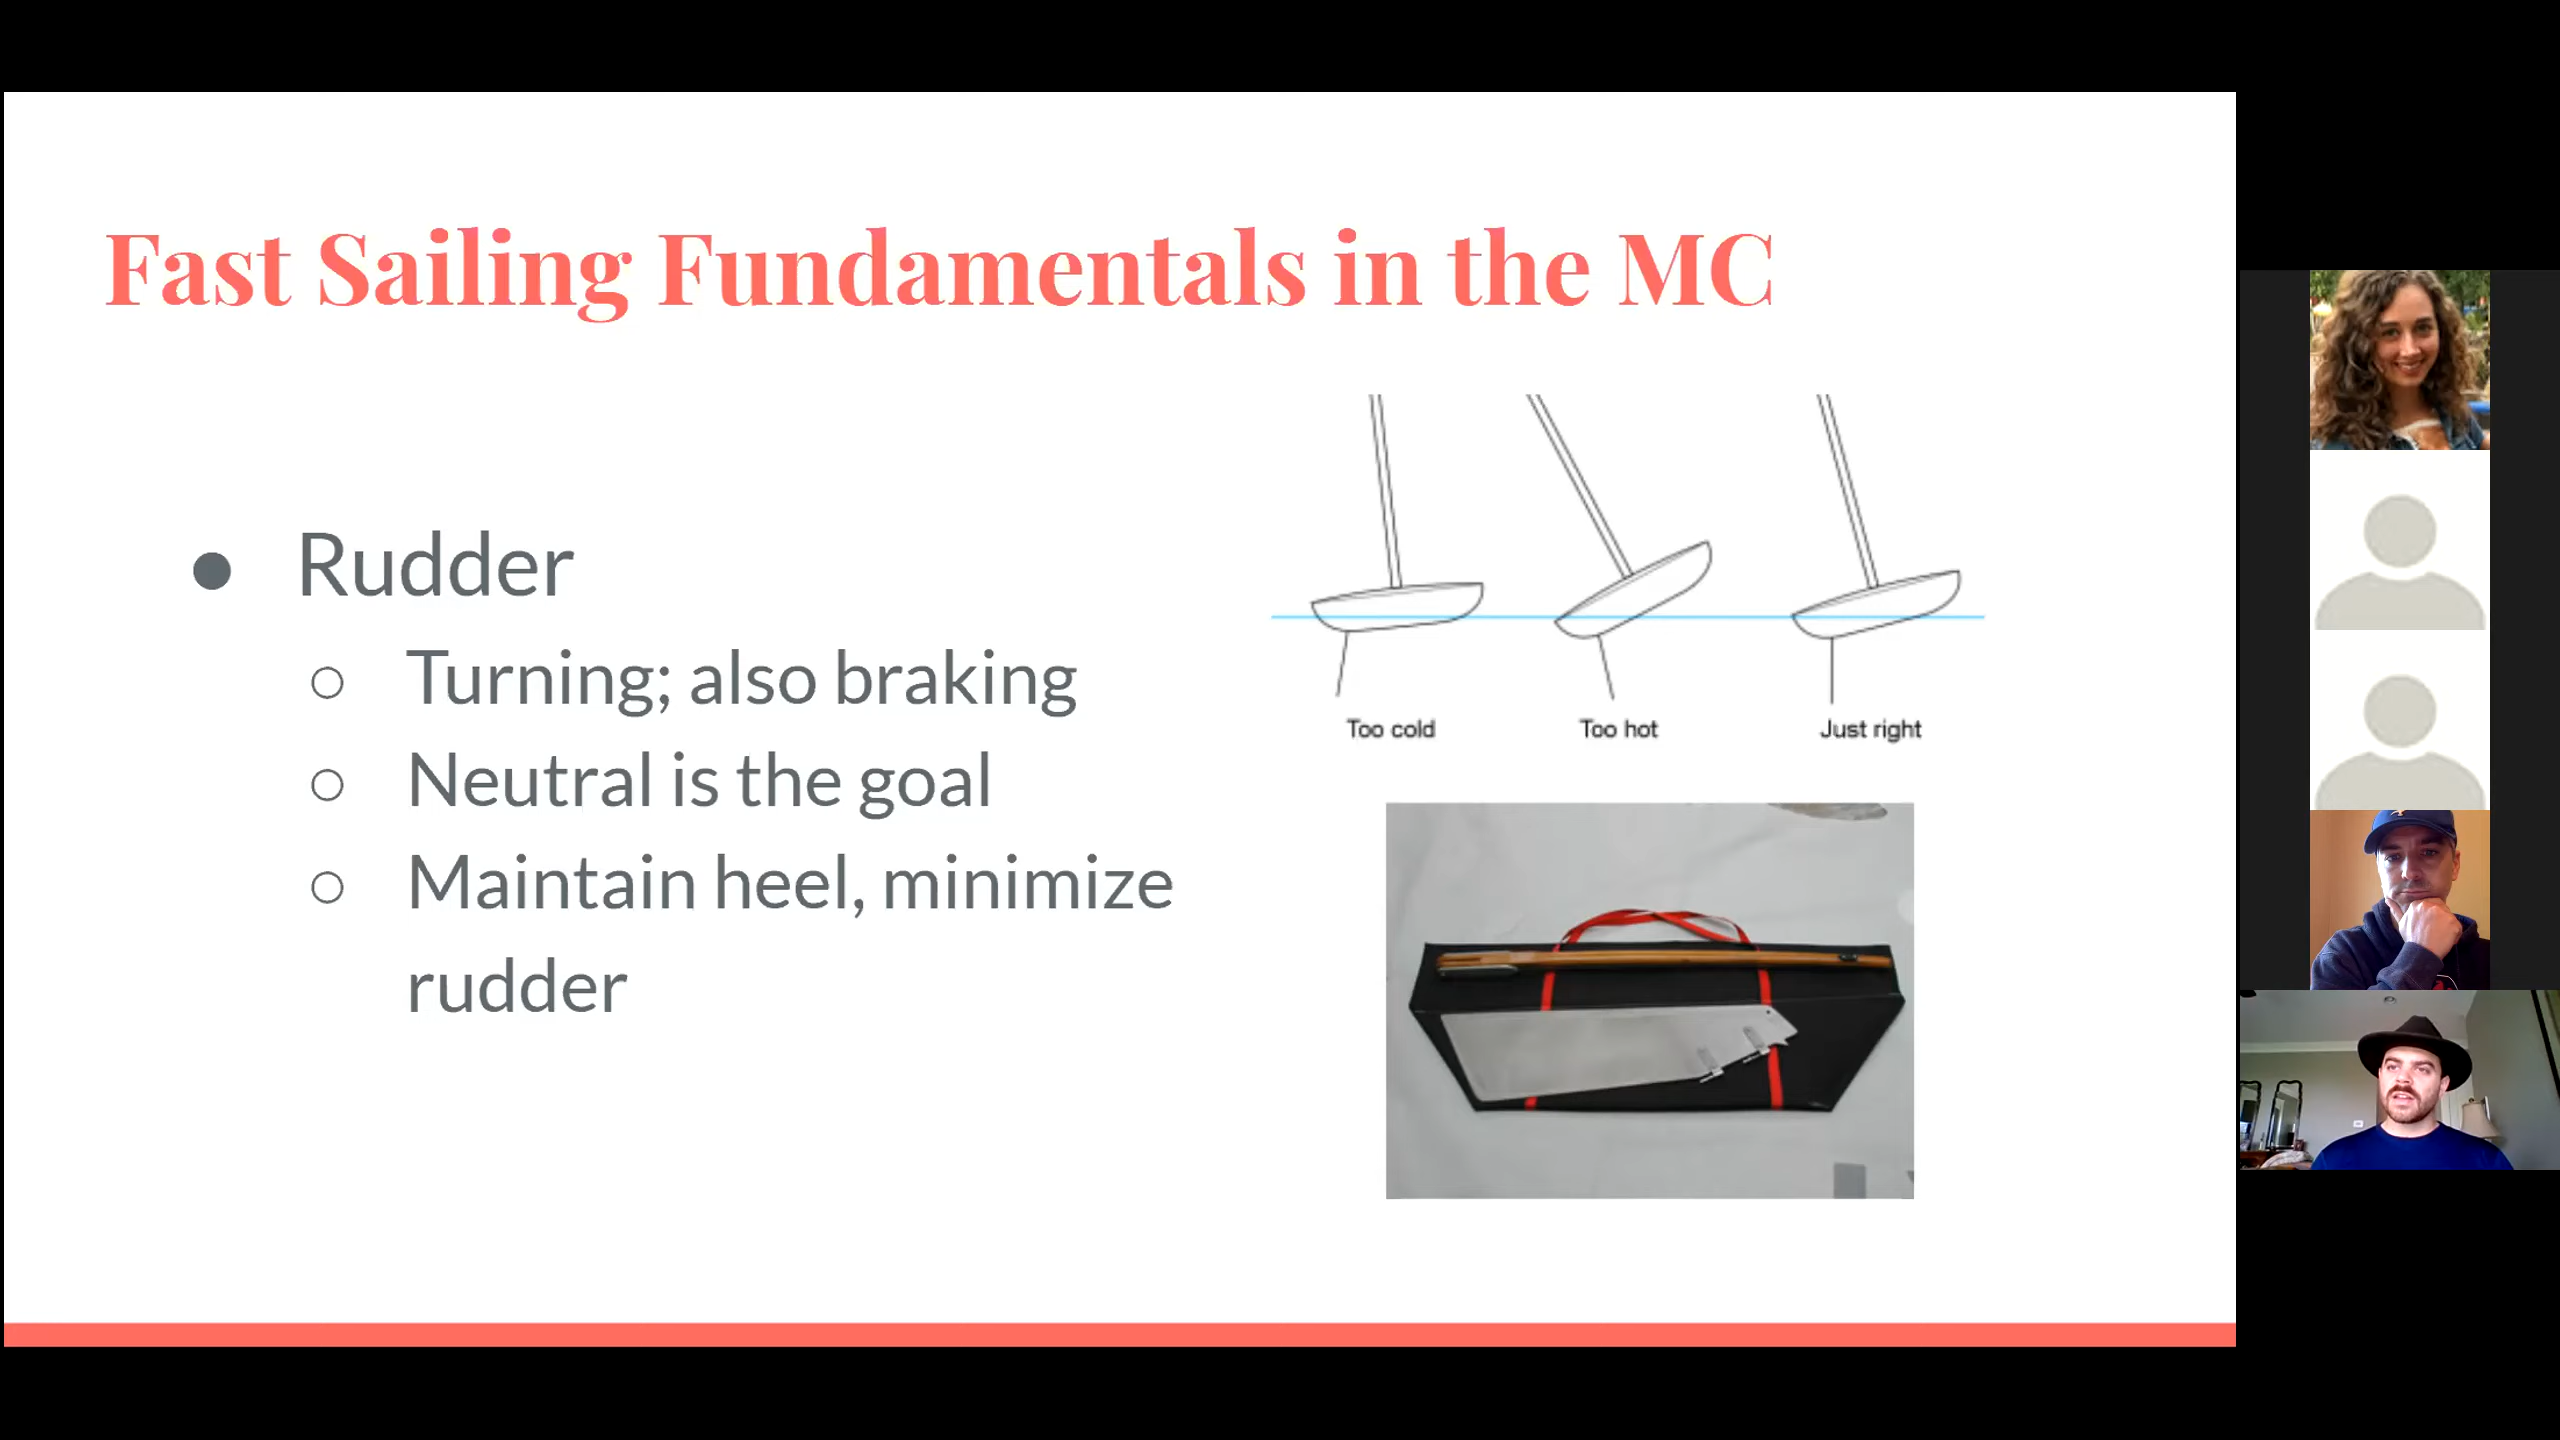 Fast Sailing Fundamentals in the MC
● Rudder
○ Turning; also braking
○ Neutral is the goal
○ Maintain heel, minimize
rudder
Too cold
Too hot
Just right